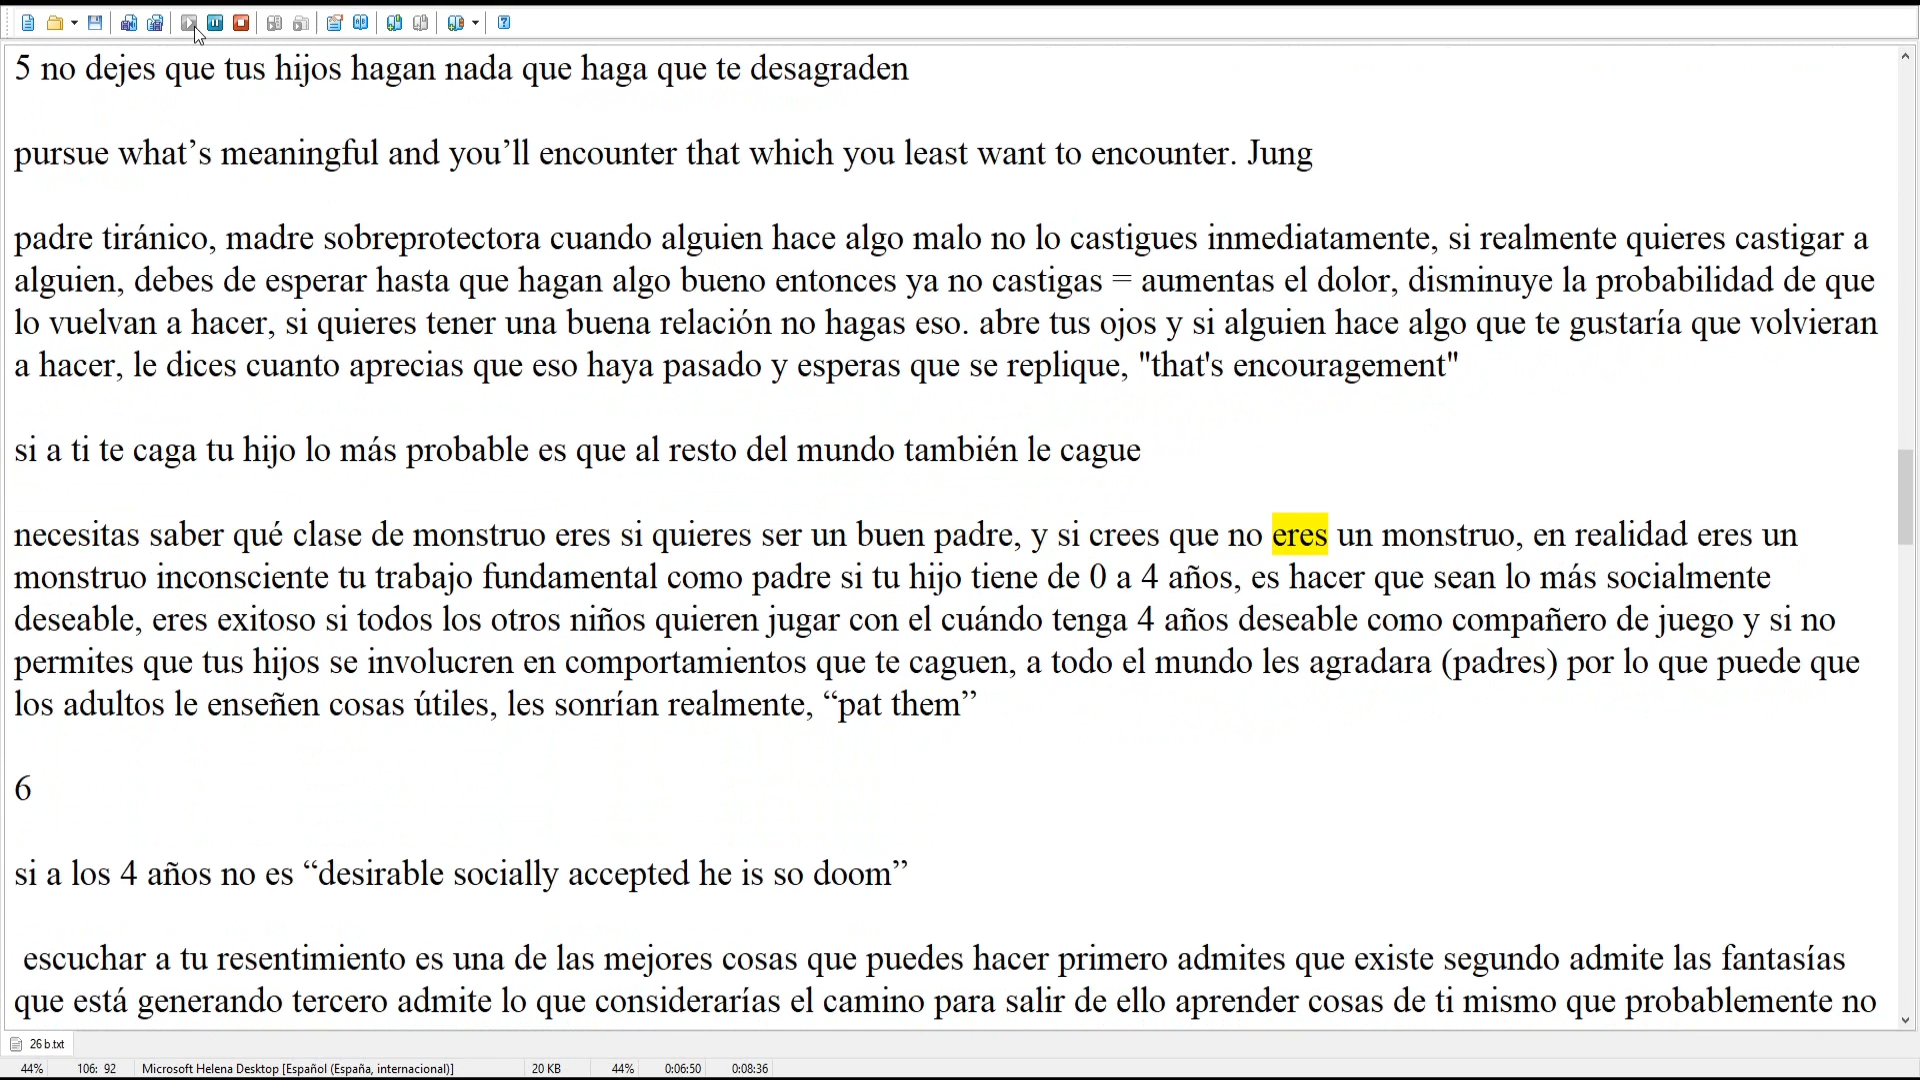 5 no dejes que tus hijos hagan nada que haga que te desagraden
pursue what’s meaningful and you’ll encounter that which you least want to encounter. Jung
padre tiránico, madre sobreprotectora cuando alguien hace algo malo no lo castigues inmediatamente, si realmente quieres castigar a
alguien, debes de esperar hasta que hagan algo bueno entonces ya no castigas = aumentas el dolor, disminuye la probabilidad de que
lo vuelvan a hacer, si quieres tener una buena relación no hagas eso. abre tus ojos y si alguien hace algo que te gustaría que volvieran
a hacer, le dices cuanto aprecias que eso haya pasado y esperas que se replique, "that's encouragement"
si a ti te caga tu hijo lo más probable es que al resto del mundo también le cague
necesitas saber qué clase de monstruo eres si quieres ser un buen padre, y si crees que no eres un monstruo, en realidad eres un
monstruo inconsciente tu trabajo fundamental como padre si tu hijo tiene de 0 a 4 años, es hacer que sean lo más socialmente
deseable, eres exitoso si todos los otros niños quieren jugar con el cuándo tenga 4 años deseable como compañero de juego y si no
permites que tus hijos se involucren en comportamientos que te caguen, a todo el mundo les agradara (padres) por lo que puede que
los adultos le enseñen cosas útiles, les sonrían realmente, “pat them”
6
si a los 4 años no es “desirable socially accepted he is so doom”
escuchar a tu resentimiento es una de las mejores cosas que puedes hacer primero admites que existe segundo admite las fantasías
que está generando tercero admite lo que considerarías el camino para salir de ello aprender cosas de ti mismo que probablemente no
26 b.txt
44% 106: 92 Microsoft Helena Desktop [Español (España, internacional)] 20 KB 44% 0:06:50 0:08:36